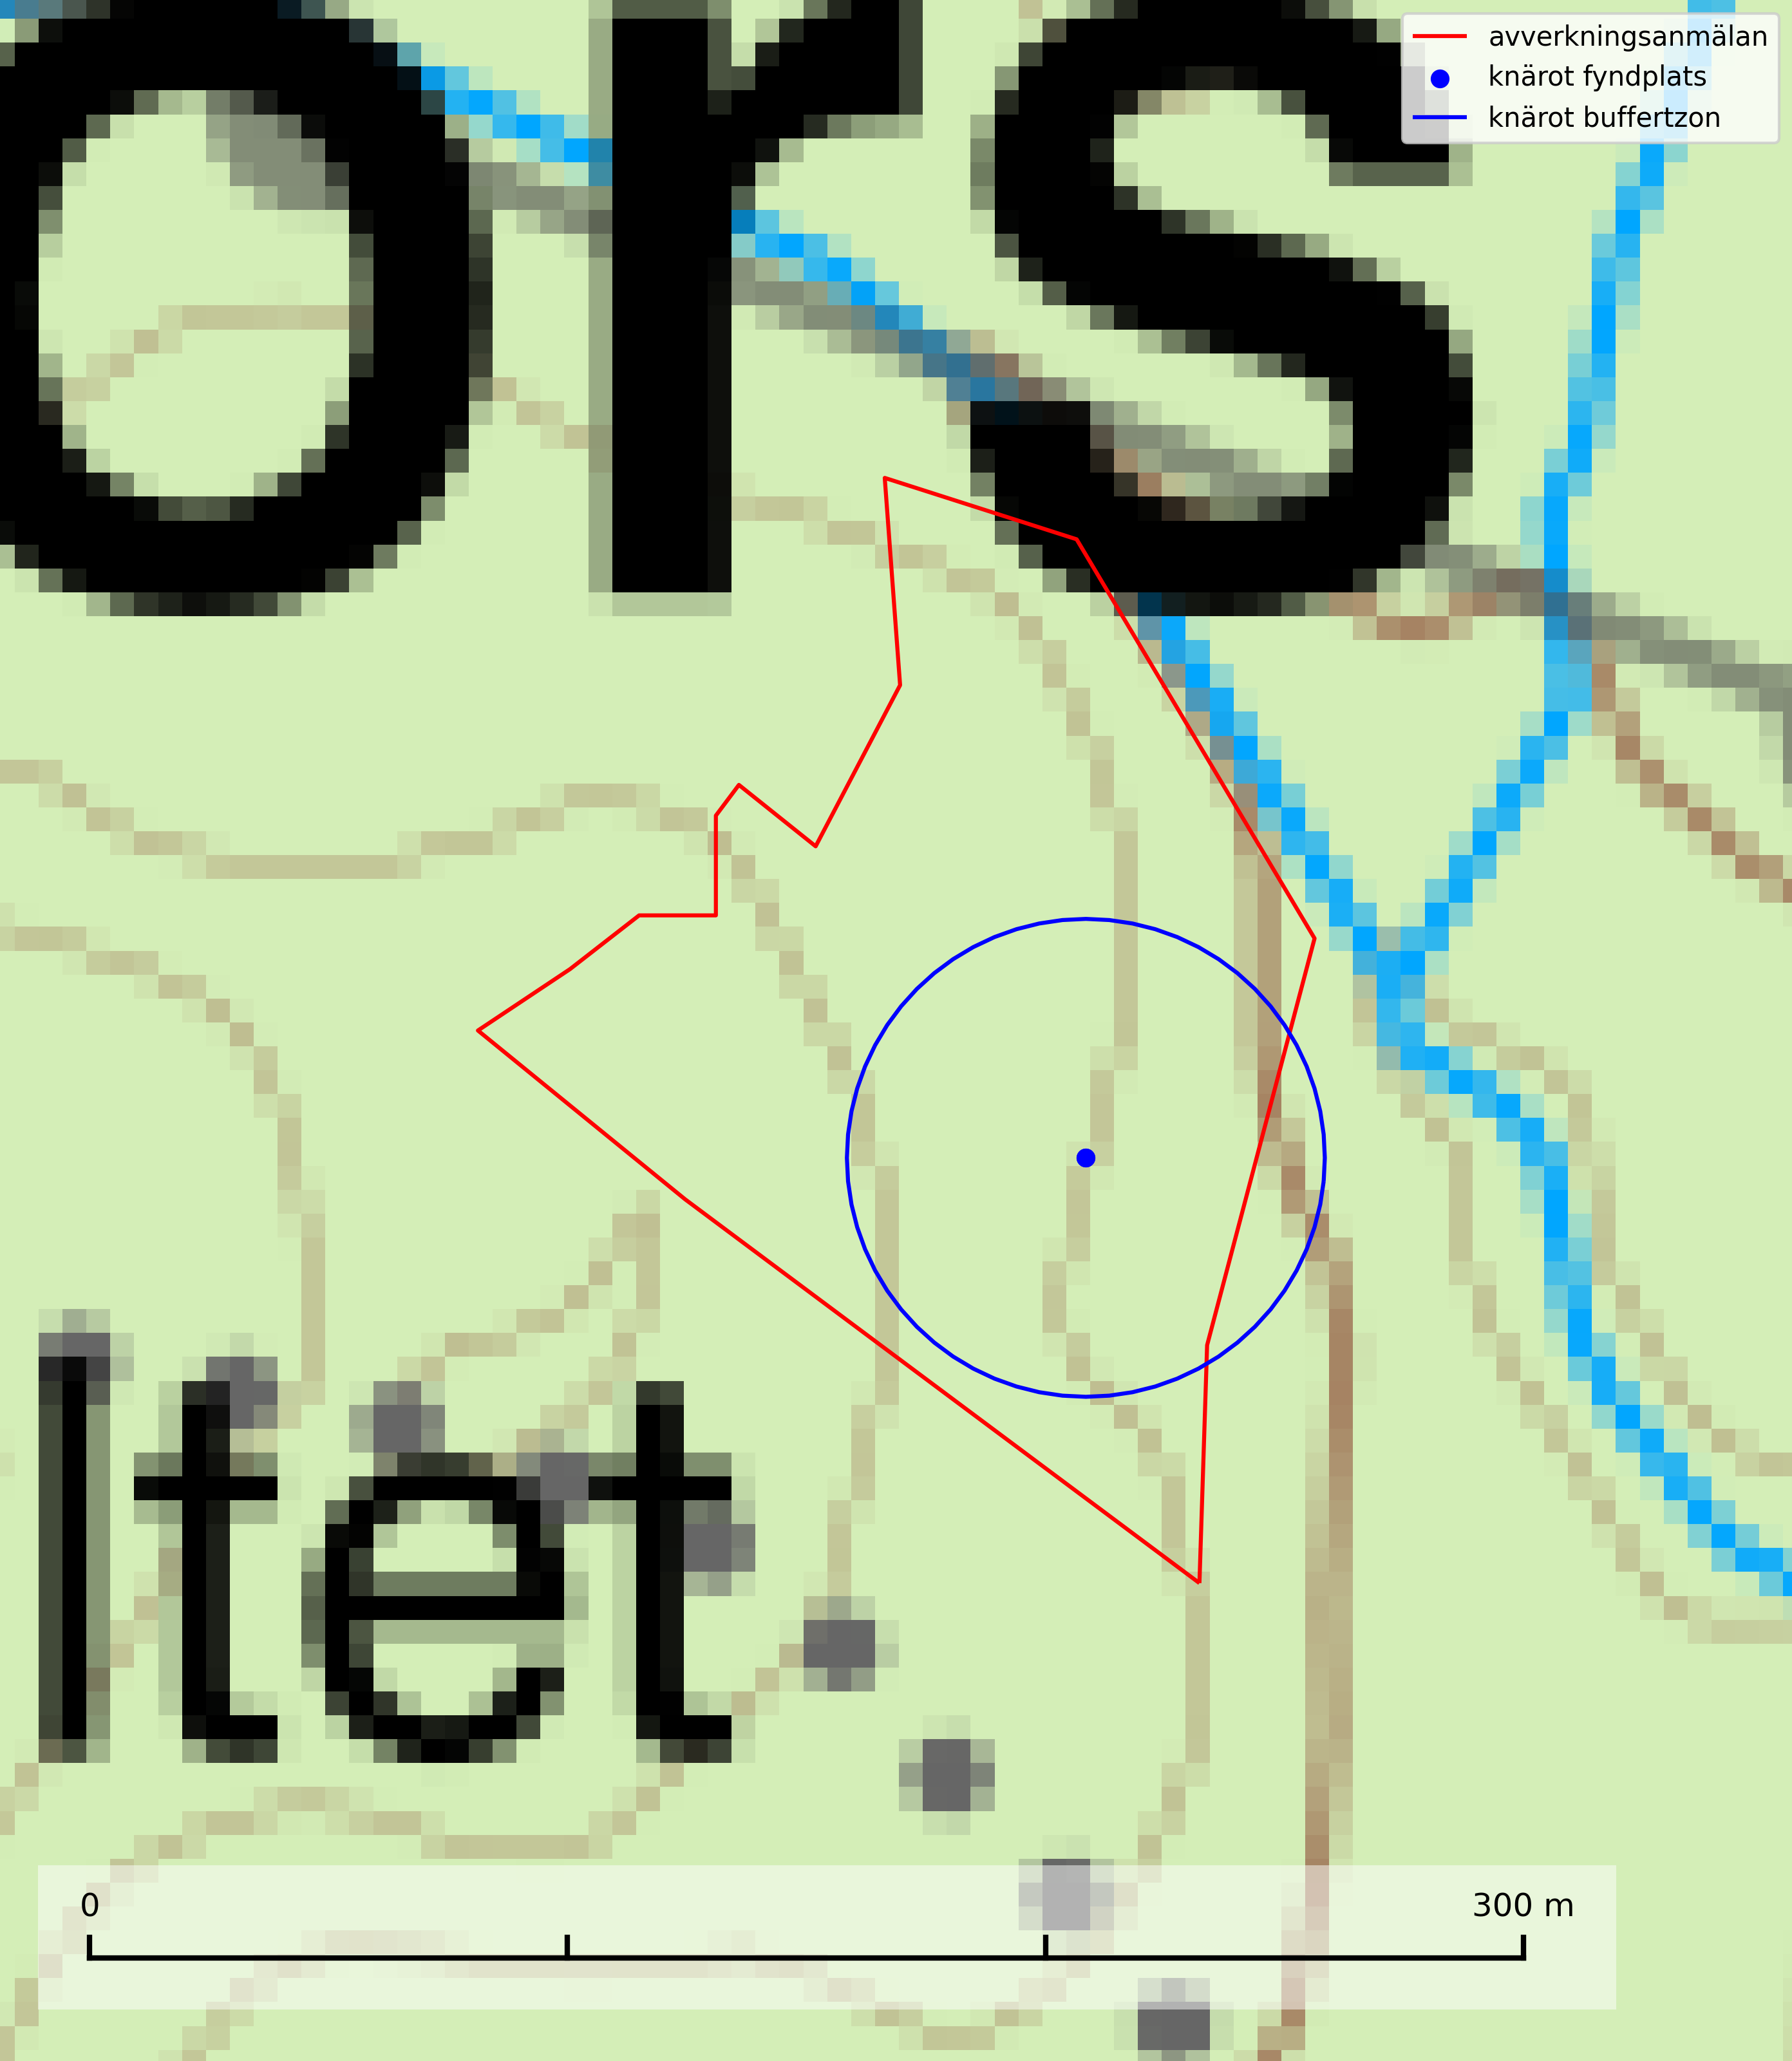 ors
avverkningsanmälan
knärot fyndplats
knärot buffertzon
ltet
0 300 m